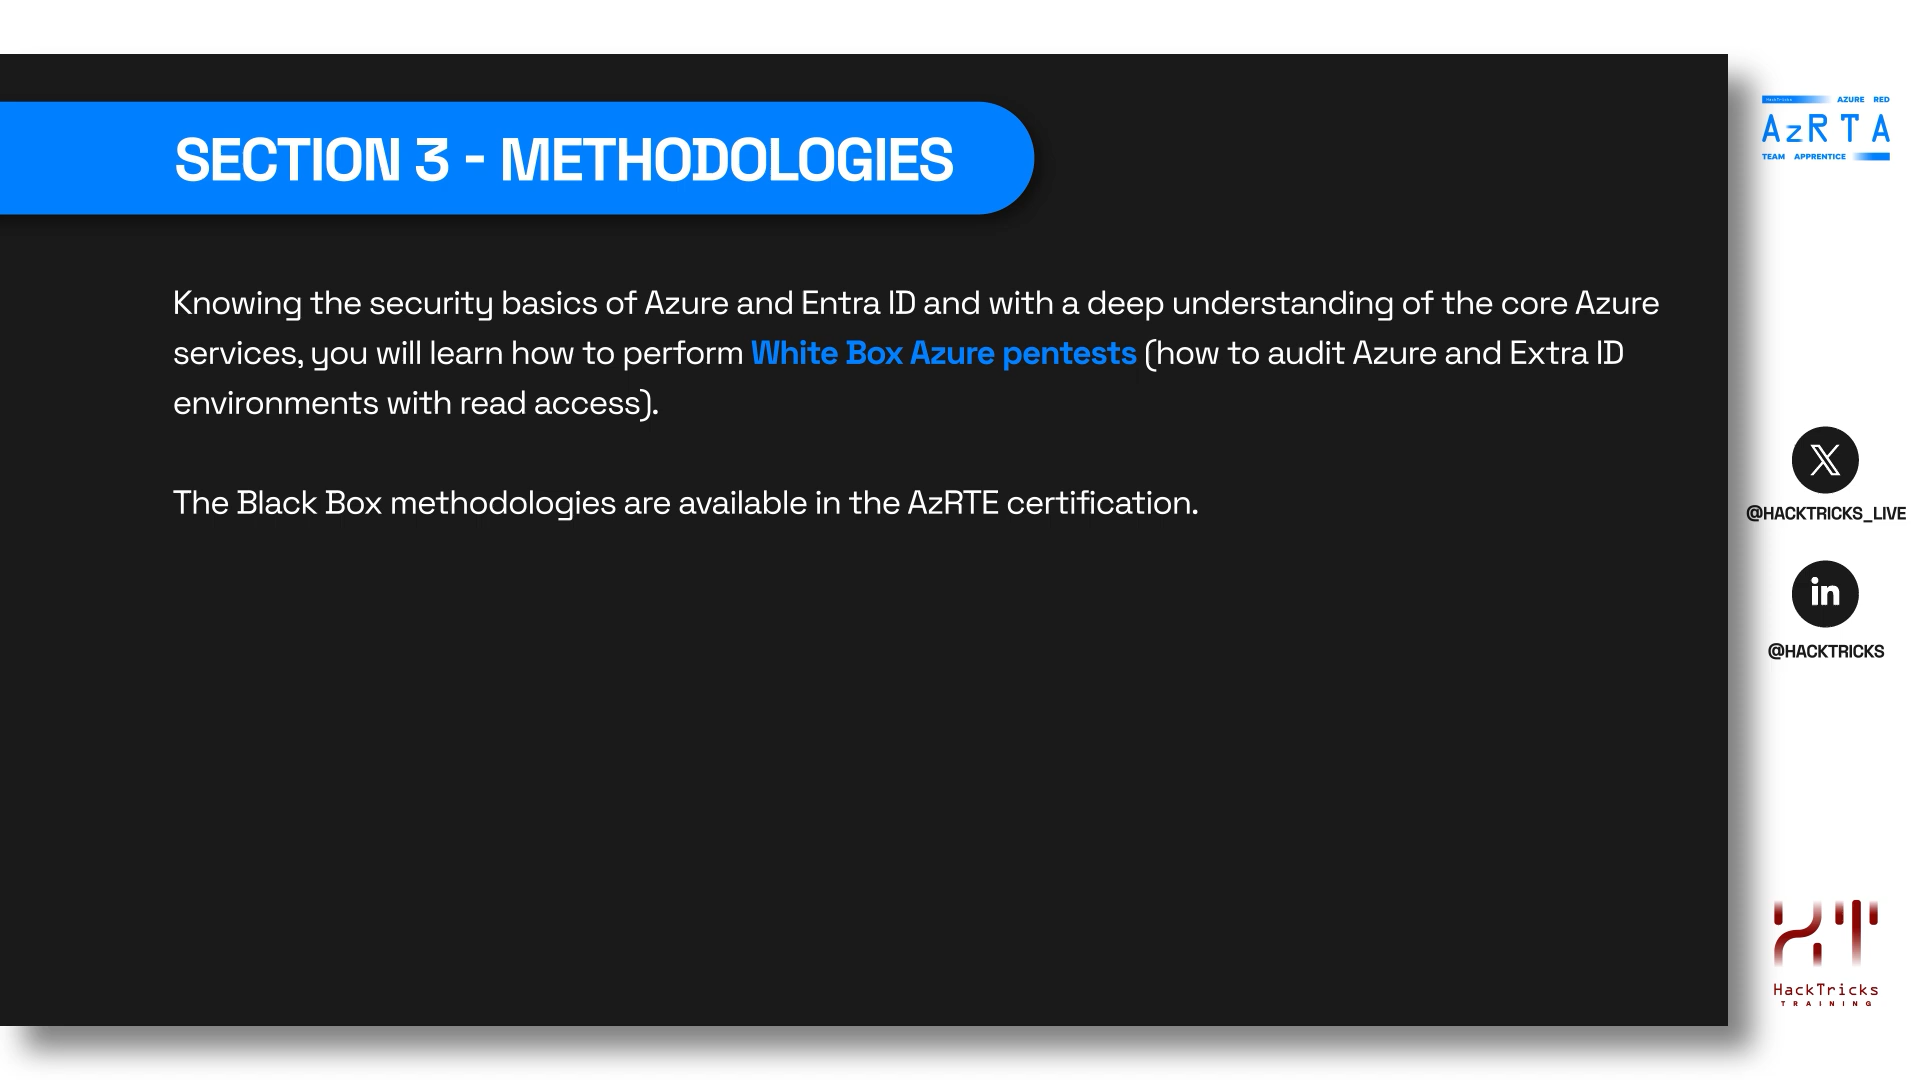 SECTION 3 - METHODOLOGIES
Knowing the security basics of Azure and Entra ID and with a deep understanding of the core Azure
services, you will learn how to perform White Box Azure pentests (how to audit Azure and Extra ID
environments with read access).
The Black Box methodologies are available in the AzRTE certification.
HackTricks
AZURE RED
AzRTA
TEAM APPRENTICE
@HACKTRICKS_LIVE
in
@HACKTRICKS
HackTricks
TRAINING